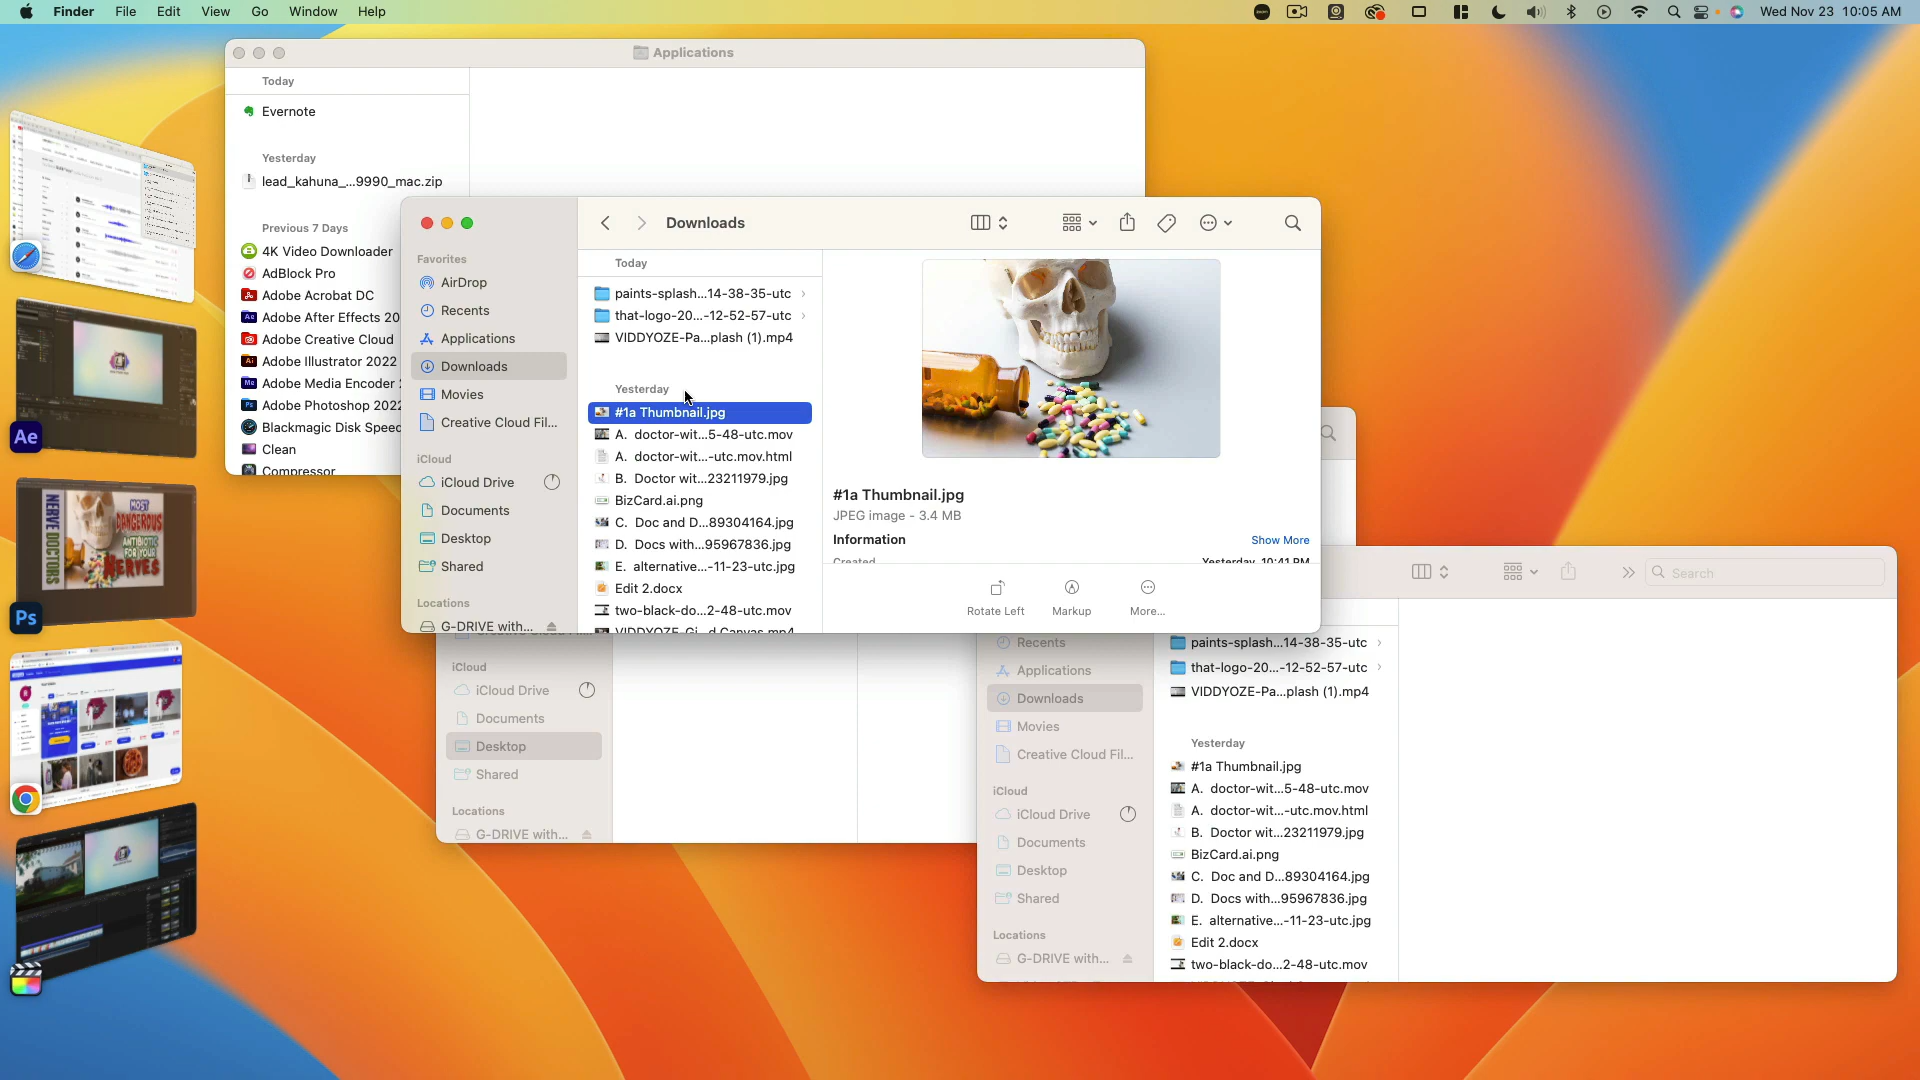 Finder File Edit View Go Window Help
Wed Nov 23 10:05 AM
Applications
Today
Evernote
Yesterday
lead_kahuna_...9990_mac.zip
Previous 7 Days
4K Video Downloader
AdBlock Pro
Adobe Acrobat DC
Adobe After Effects 20
Adobe Creative Cloud
Adobe Illustrator 2022
Adobe Media Encoder
Adobe Photoshop 2022
Blackmagic Disk Speed
Clean
Compressor
Downloads
Favorites
AirDrop
Recents
Applications
Downloads
Movies
Creative Cloud Fil...
iCloud
iCloud Drive
Documents
Desktop
Shared
Locations
G-DRIVE with...
Today
paints-splash...14-38-35-utc
that-logo-20...-12-52-57-utc
VIDDYOZE-Pa...plash (1).mp4
Yesterday
#1a Thumbnail.jpg
A. doctor-wit...5-48-utc.mov
A. doctor-wit...-utc.mov.html
B. Doctor wit...23211979.jpg
BizCard.ai.png
C. Doc and D...89304164.jpg
D. Docs with...95967836.jpg
E. alternative...-11-23-utc.jpg
Edit 2.docx
two-black-do...2-48-utc.mov
VIDDYOZE-Gi...d Canvas.mp4
#1a Thumbnail.jpg
JPEG image - 3.4 MB
Information
Show More
Created
Yesterday, 10:41 PM
Rotate Left
Markup
More...
iCloud
iCloud Drive
Documents
Desktop
Shared
Locations
G-DRIVE with...
Search
Recents
Applications
Downloads
Movies
Creative Cloud Fil...
iCloud
iCloud Drive
Documents
Desktop
Shared
Locations
G-DRIVE with...
paints-splash...14-38-35-utc
that-logo-20...-12-52-57-utc
VIDDYOZE-Pa...plash (1).mp4
Yesterday
#1a Thumbnail.jpg
A. doctor-wit...5-48-utc.mov
A. doctor-wit...-utc.mov.html
B. Doctor wit...23211979.jpg
BizCard.ai.png
C. Doc and D...89304164.jpg
D. Docs with...95967836.jpg
E. alternative...-11-23-utc.jpg
Edit 2.docx
two-black-do...2-48-utc.mov
Ae
NERVE DOCTORS
MOST
DANGEROUS
ANTIBIOTIC
FOR YOUR
NERVES
Ps